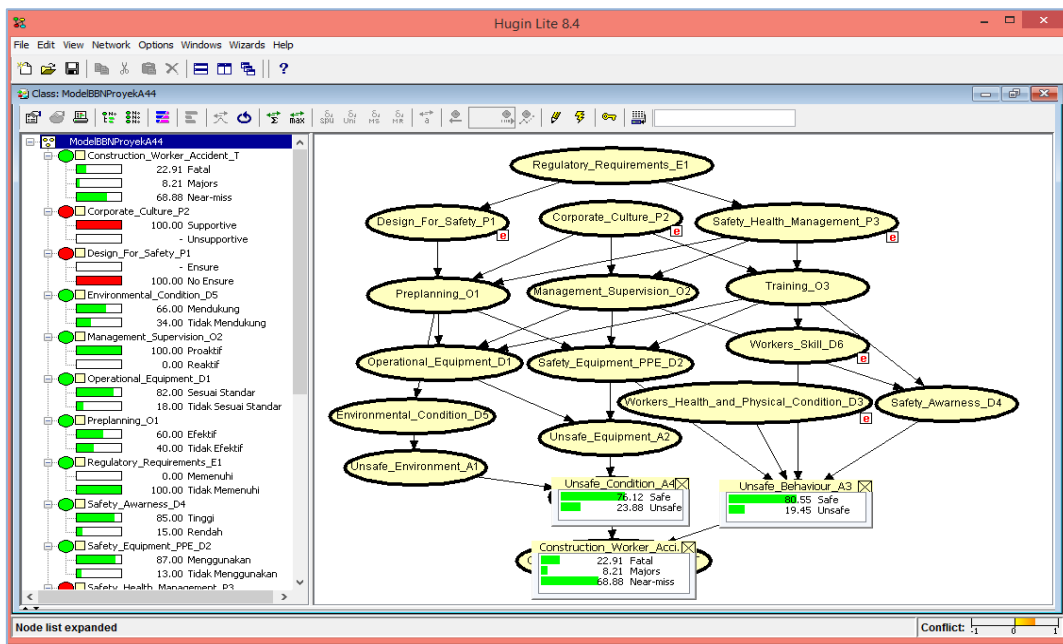 Hugin Lite 8.4
File Edit View Network Options Windows Wizards Help
Class: ModelBBNProyekA44
ModelBBNProyekA44
Construction_Worker_Accident_T
22.91 Fatal
8.21 Majors
68.88 Near-miss
Corporate_Culture_P2
100.00 Supportive
- Unsupportive
Design_For_Safety_P1
- Ensure
100.00 No Ensure
Environmental_Condition_D5
66.00 Mendukung
34.00 Tidak Mendukung
Management_Supervision_O2
100.00 Proaktif
0.00 Reaktif
Operational_Equipment_D1
82.00 Sesuai Standar
18.00 Tidak Sesuai Standar
Preplanning_O1
60.00 Efektif
40.00 Tidak Efektif
Regulatory_Requirements_E1
0.00 Memenuhi
100.00 Tidak Memenuhi
Safety_Awarness_D4
85.00 Tinggi
15.00 Rendah
Safety_Equipment_PPE_D2
87.00 Menggunakan
13.00 Tidak Menggunakan
Safety_Health_Management_P3
Regulatory_Requirements_E1
Design_For_Safety_P1
e
Corporate_Culture_P2
e
Safety_Health_Management_P3
e
Preplanning_O1
Management_Supervision_O2
Training_O3
Operational_Equipment_D1
Safety_Equipment_PPE_D2
Workers_Skill_D6
e
Environmental_Condition_D5
Workers_Health_and_Physical_Condition_D3
e
Safety_Awarness_D4
Unsafe_Equipment_A2
Unsafe_Environment_A1
Unsafe_Condition_A4
76.12 Safe
23.88 Unsafe
Unsafe_Behaviour_A3
80.55 Safe
19.45 Unsafe
Construction_Worker_Acci.
22.91 Fatal
8.21 Majors
68.88 Near-miss
Node list expanded
Conflict:
-1 0 1